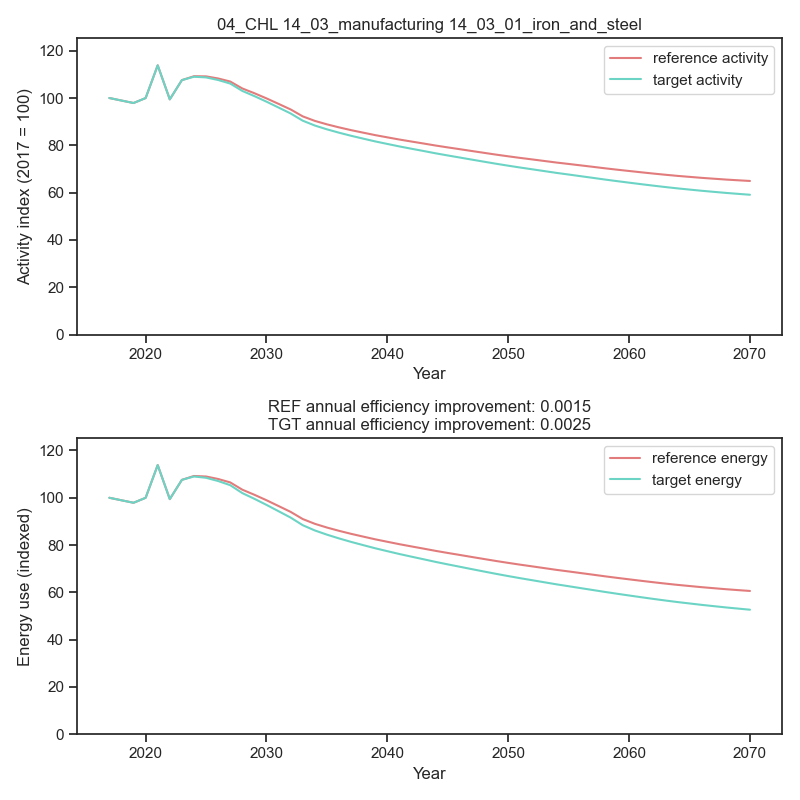 04_CHL 14_03_manufacturing 14_03_01_iron_and_steel
120
100
80
60
40
20
0
Activity index (2017 = 100)
reference activity
target activity
2020 2030 2040 2050 2060 2070
Year
REF annual efficiency improvement: 0.0015
TGT annual efficiency improvement: 0.0025
120
100
80
60
40
20
0
Energy use (indexed)
reference energy
target energy
2020 2030 2040 2050 2060 2070
Year